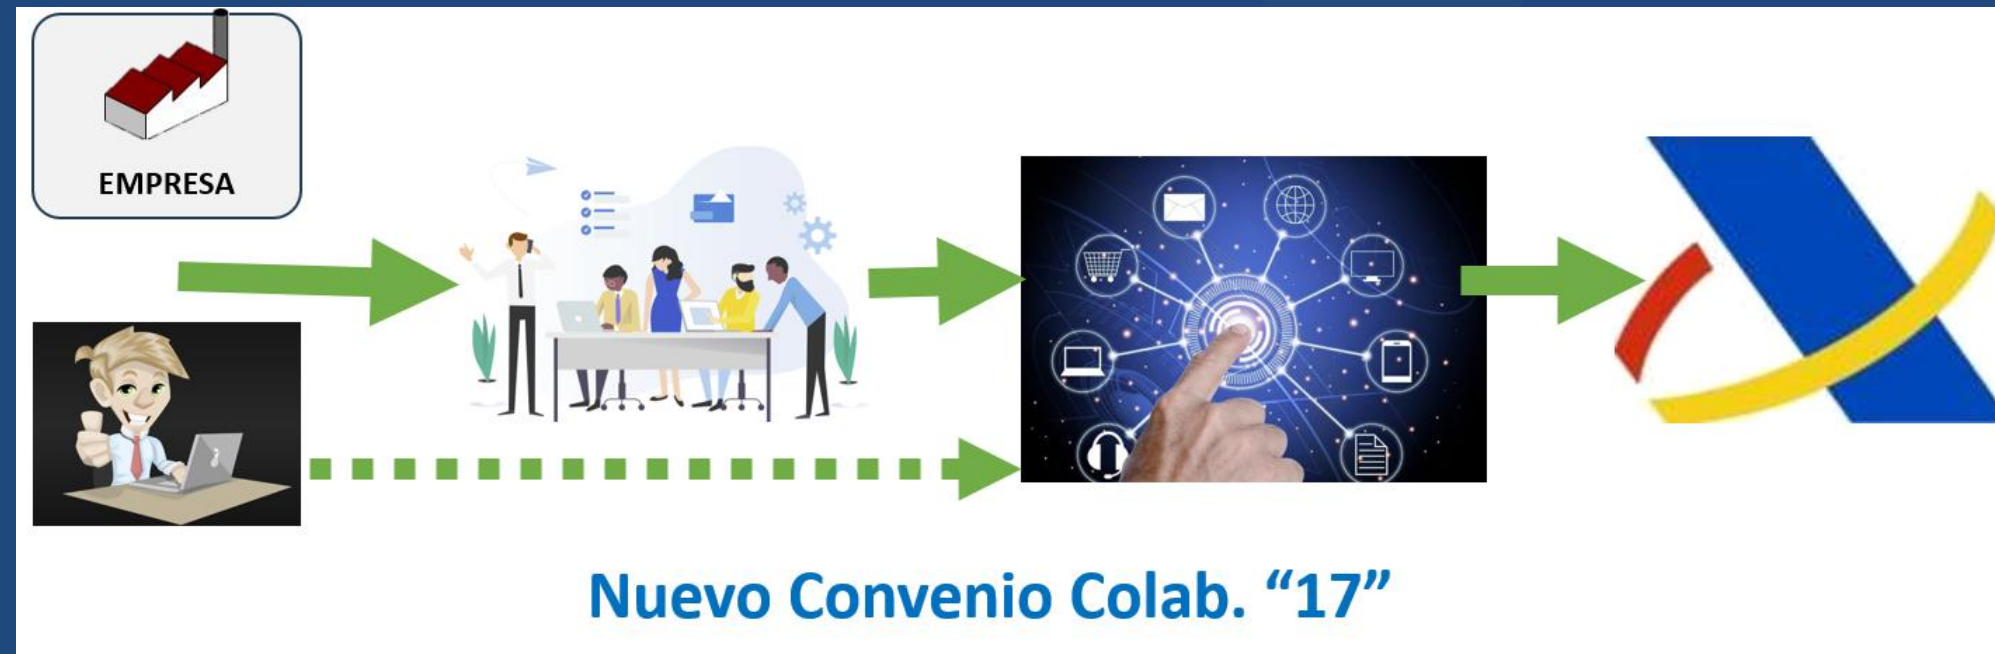 EMPRESA
Nuevo Convenio Colab. “17”